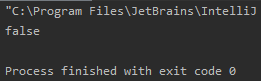 "C:\Program Files\JetBrains\IntelliJ
false
Process finished with exit code 0